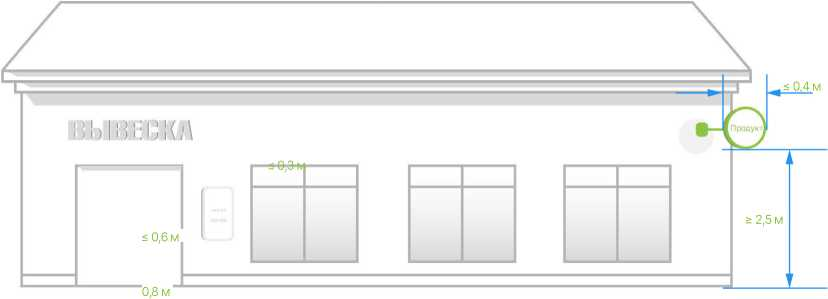 ≤ 0,4 м
ВЫВЕСКА
Продукт
≤ 0,3 м
≥ 2,5 м
≤ 0,6 м
0,8 м